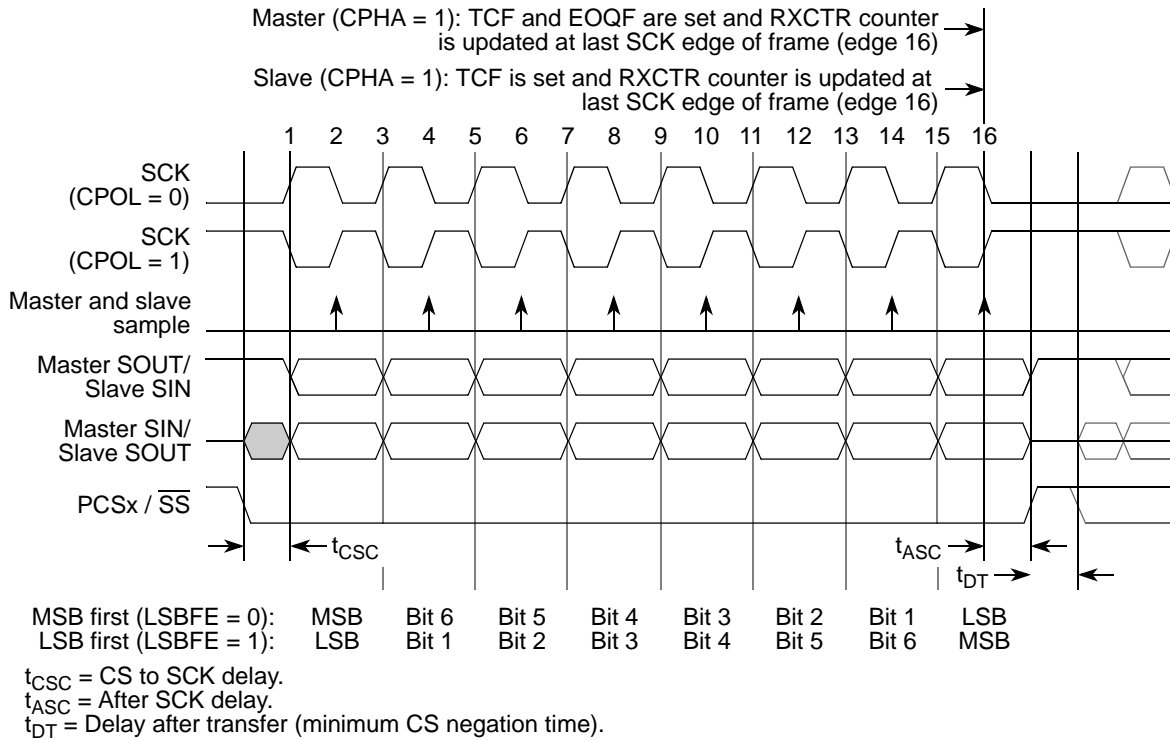 Master (CPHA = 1): TCF and EOQF are set and RXCTR counter
is updated at last SCK edge of frame (edge 16)
Slave (CPHA = 1): TCF is set and RXCTR counter is updated at
last SCK edge of frame (edge 16)
1 2 3 4 5 6 7 8 9 10 11 12 13 14 15 16
SCK
(CPOL = 0)
SCK
(CPOL = 1)
Master and slave
sample
Master SOUT/
Slave SIN
Master SIN/
Slave SOUT
PCSx / SS
tCSC tASC
tDT
MSB first (LSBFE = 0): MSB Bit 6 Bit 5 Bit 4 Bit 3 Bit 2 Bit 1 LSB
LSB first (LSBFE = 1): LSB Bit 1 Bit 2 Bit 3 Bit 4 Bit 5 Bit 6 MSB
tCSC = CS to SCK delay.
tASC = After SCK delay.
tDT = Delay after transfer (minimum CS negation time).